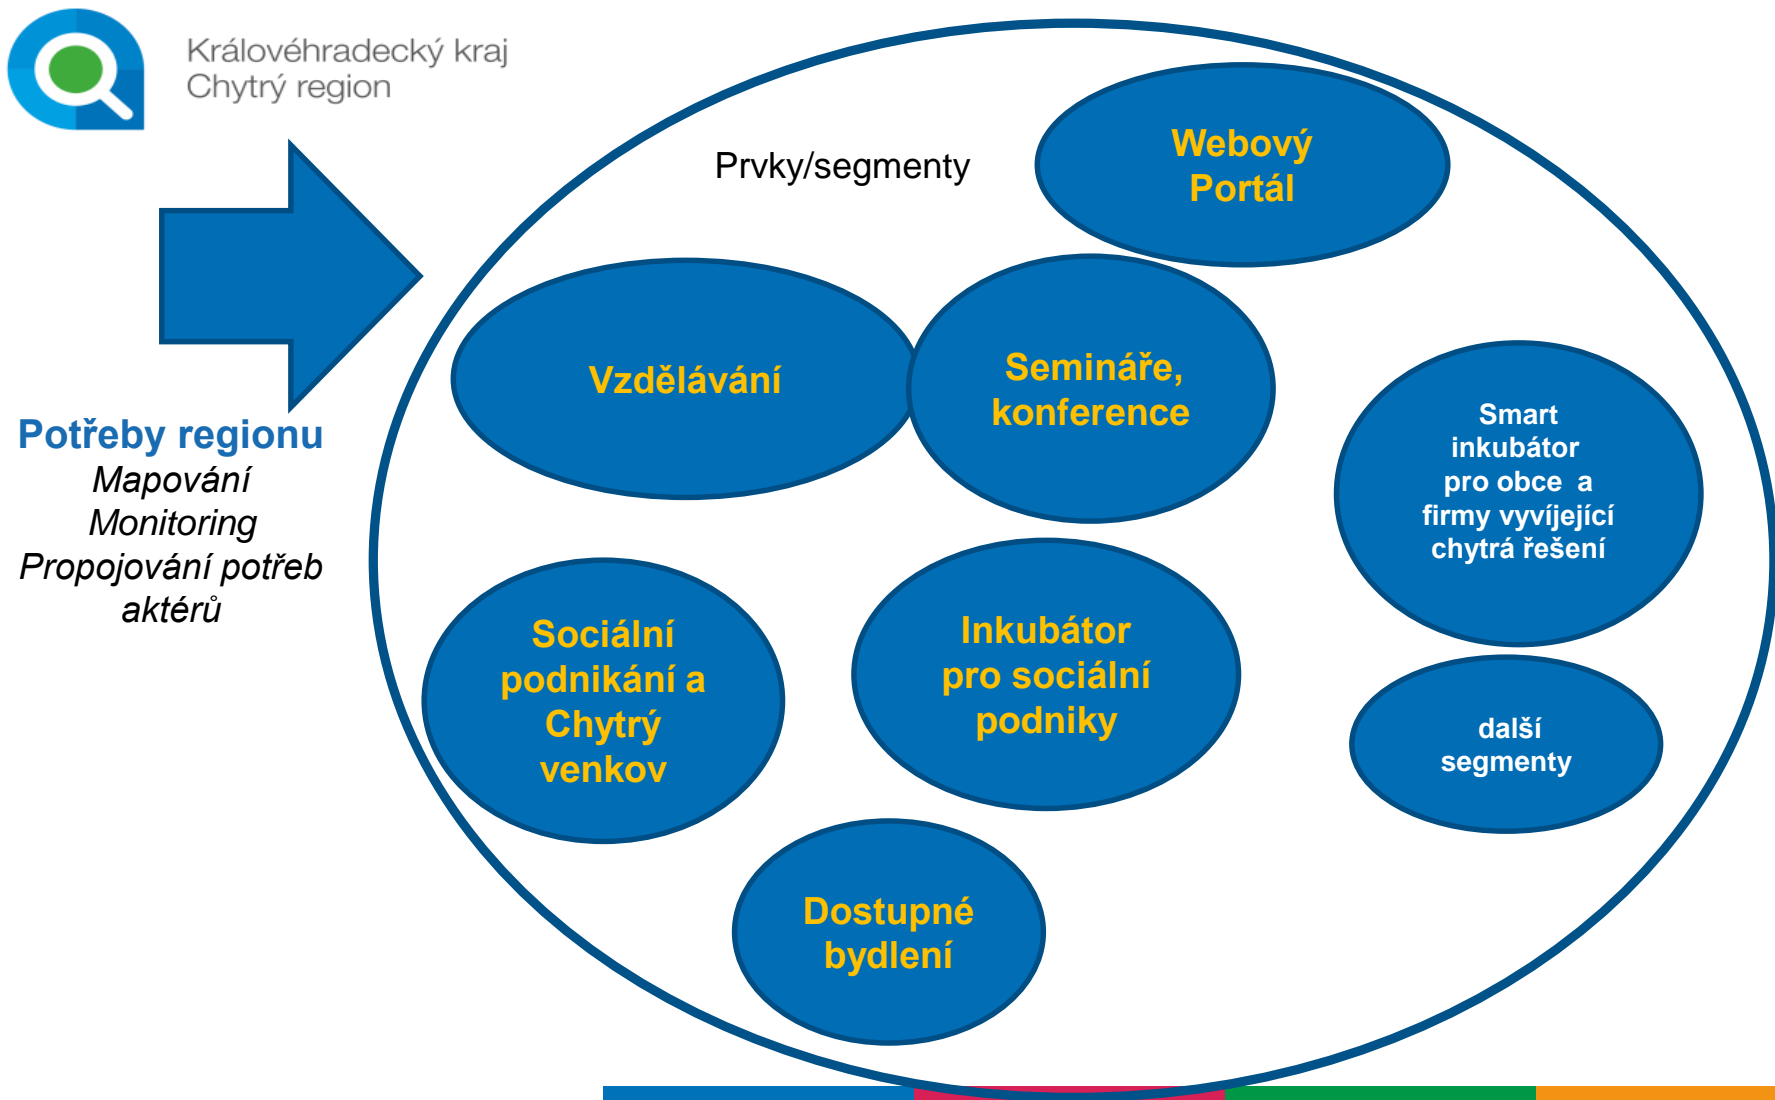 Královéhradecký kraj
Chytrý region
Potřeby regionu
Mapování
Monitoring
Propojování potřeb
aktérů
Prvky/segmenty
Webový
Portál
Vzdělávání
Semináře,
konference
Smart
inkubátor
pro obce a
firmy vyvíjející
chytrá řešení
Sociální
podnikání a
Chytrý
venkov
Inkubátor
pro sociální
podniky
další
segmenty
Dostupné
bydlení